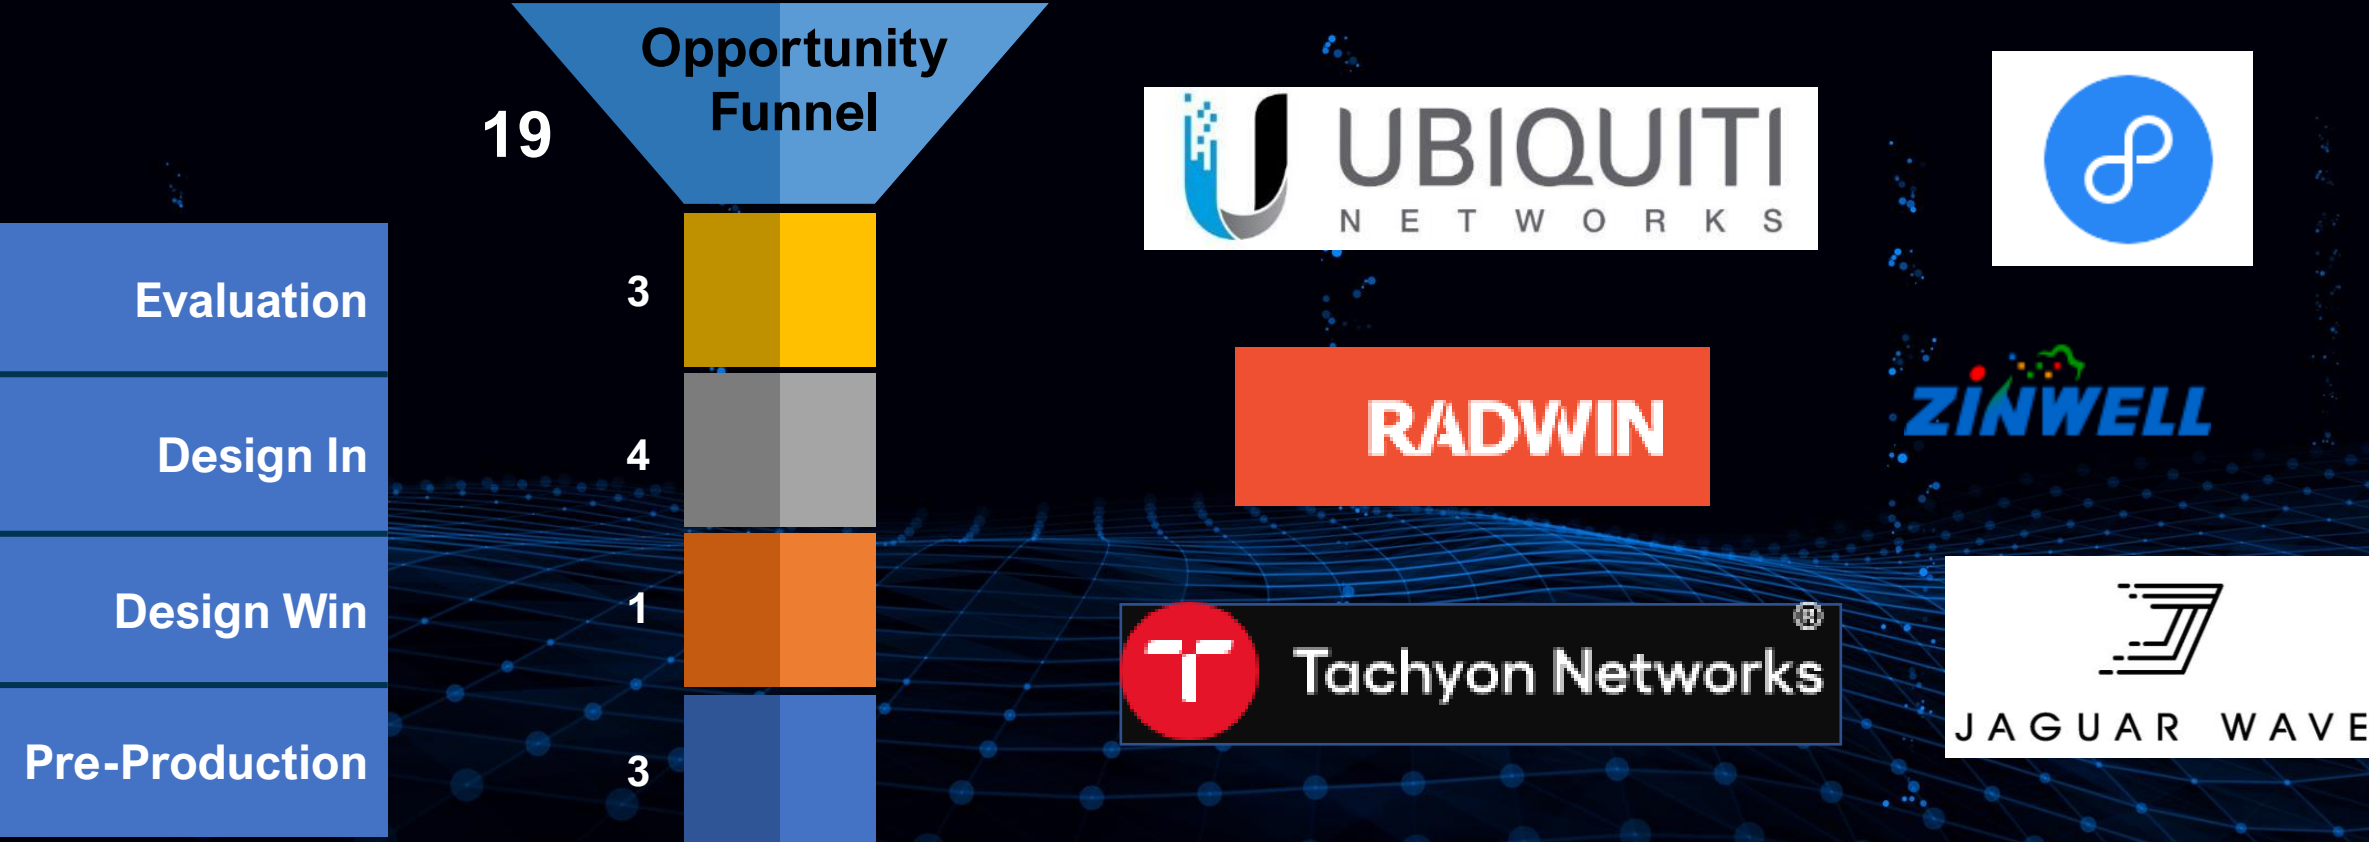 Opportunity
Funnel
19
Evaluation
3
Design In
4
Design Win
1
Pre-Production
3
UBIQUITI
NETWORKS
RADWIN
ZINWELL
Tachyon Networks®
JAGUAR WAVE